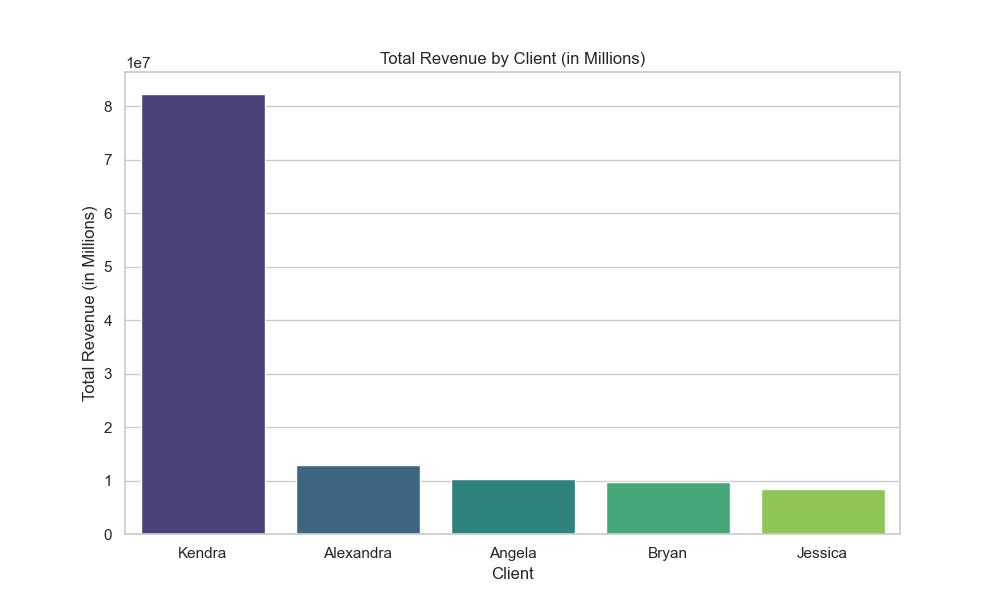 Total Revenue by Client (in Millions)
1e7
8
7
6
5
4
3
2
1
0
Total Revenue (in Millions)
Kendra Alexandra Angela Bryan Jessica
Client